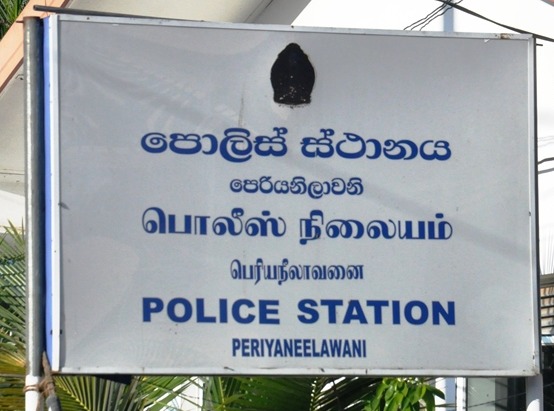 පොලිස් ස්ථානය
පෙරියනිලාවනි
பொலீஸ் நிலையம்
பெரியநீலாவணை
POLICE STATION
PERIYANEELAWANI